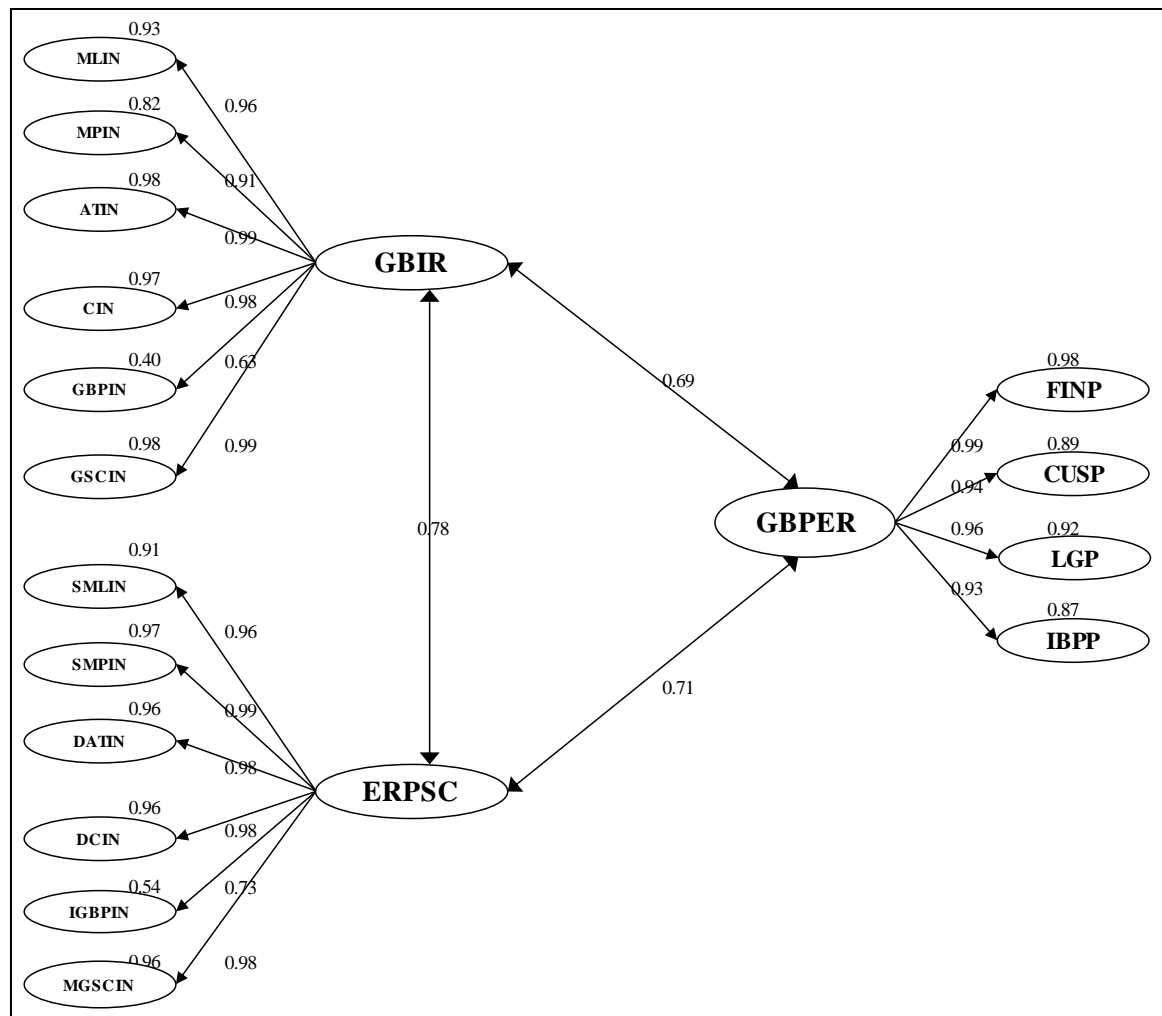 0.93
MLIN
0.96
0.82
MPIN
0.91
0.98
ATIN
0.99
GBIR
0.97
CIN
0.98
0.40
GBPIN
0.63
0.98
GSCIN
0.99
0.69
0.98
FINP
0.99
0.89
CUSP
0.94
GBPER
0.96
0.92
LGP
0.93
0.87
IBPP
0.78
0.71
0.91
SMLIN
0.96
0.97
SMPIN
0.99
0.96
DATIN
0.98
ERPSC
0.96
DCIN
0.98
0.54
IGBPIN
0.73
0.96
MGSCIN
0.98